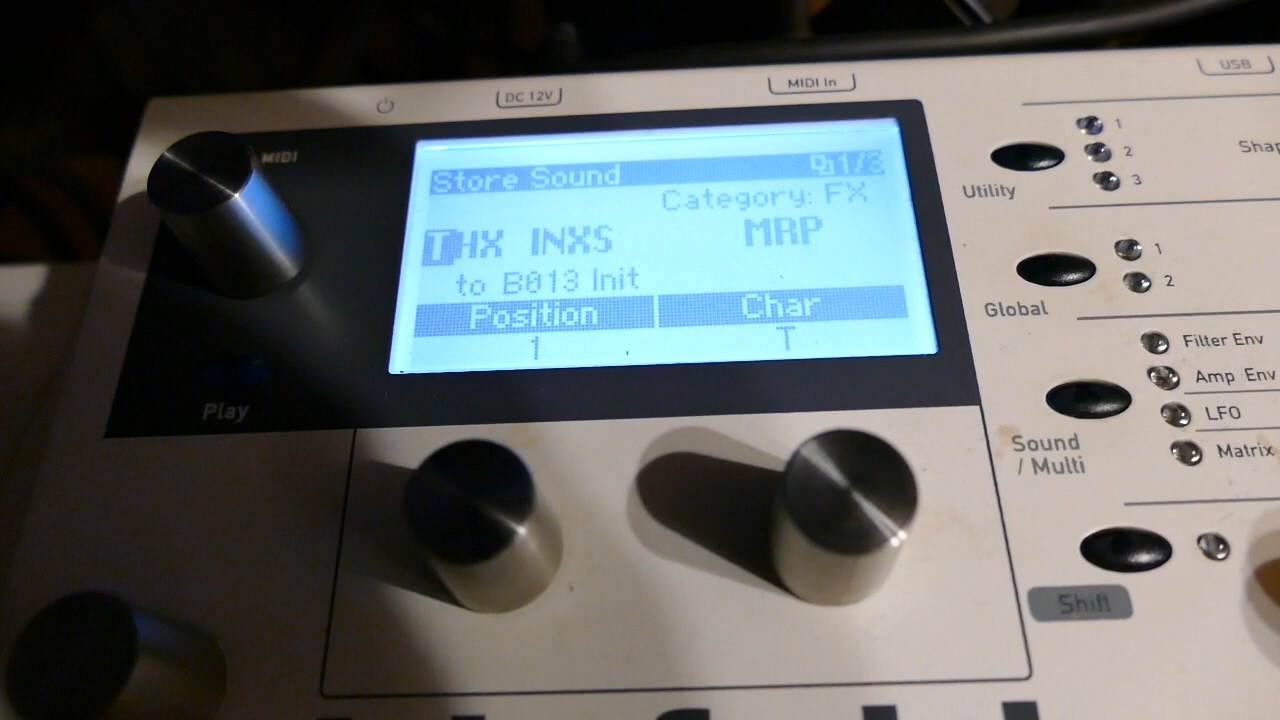 DC 12V
MIDI In
USB
MIDI
Store Sound 1/3
Category: FX
THX INXS MRP
to B013 Init
Position Char
1 T
Play
1
2
3
Utility
Shap
1
2
Global
Filter Env
Amp Env
LFO
Matrix
Sound
/ Multi
Shift